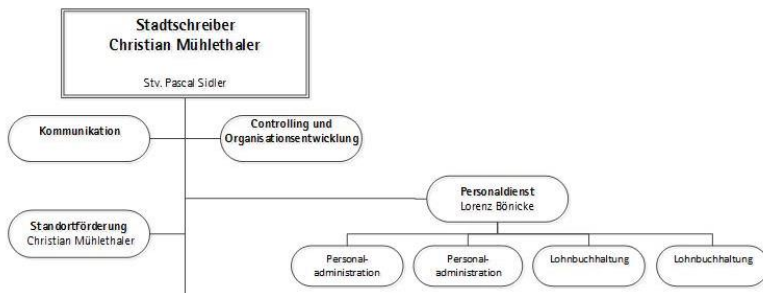 Stadtschreiber
Christian Mühlethaler
Stv. Pascal Sidler
Kommunikation
Controlling und
Organisationsentwicklung
Personaldienst
Lorenz Bönicke
Standortförderung
Christian Mühlethaler
Personal-
administration
Personal-
administration
Lohnbuchhaltung
Lohnbuchhaltung